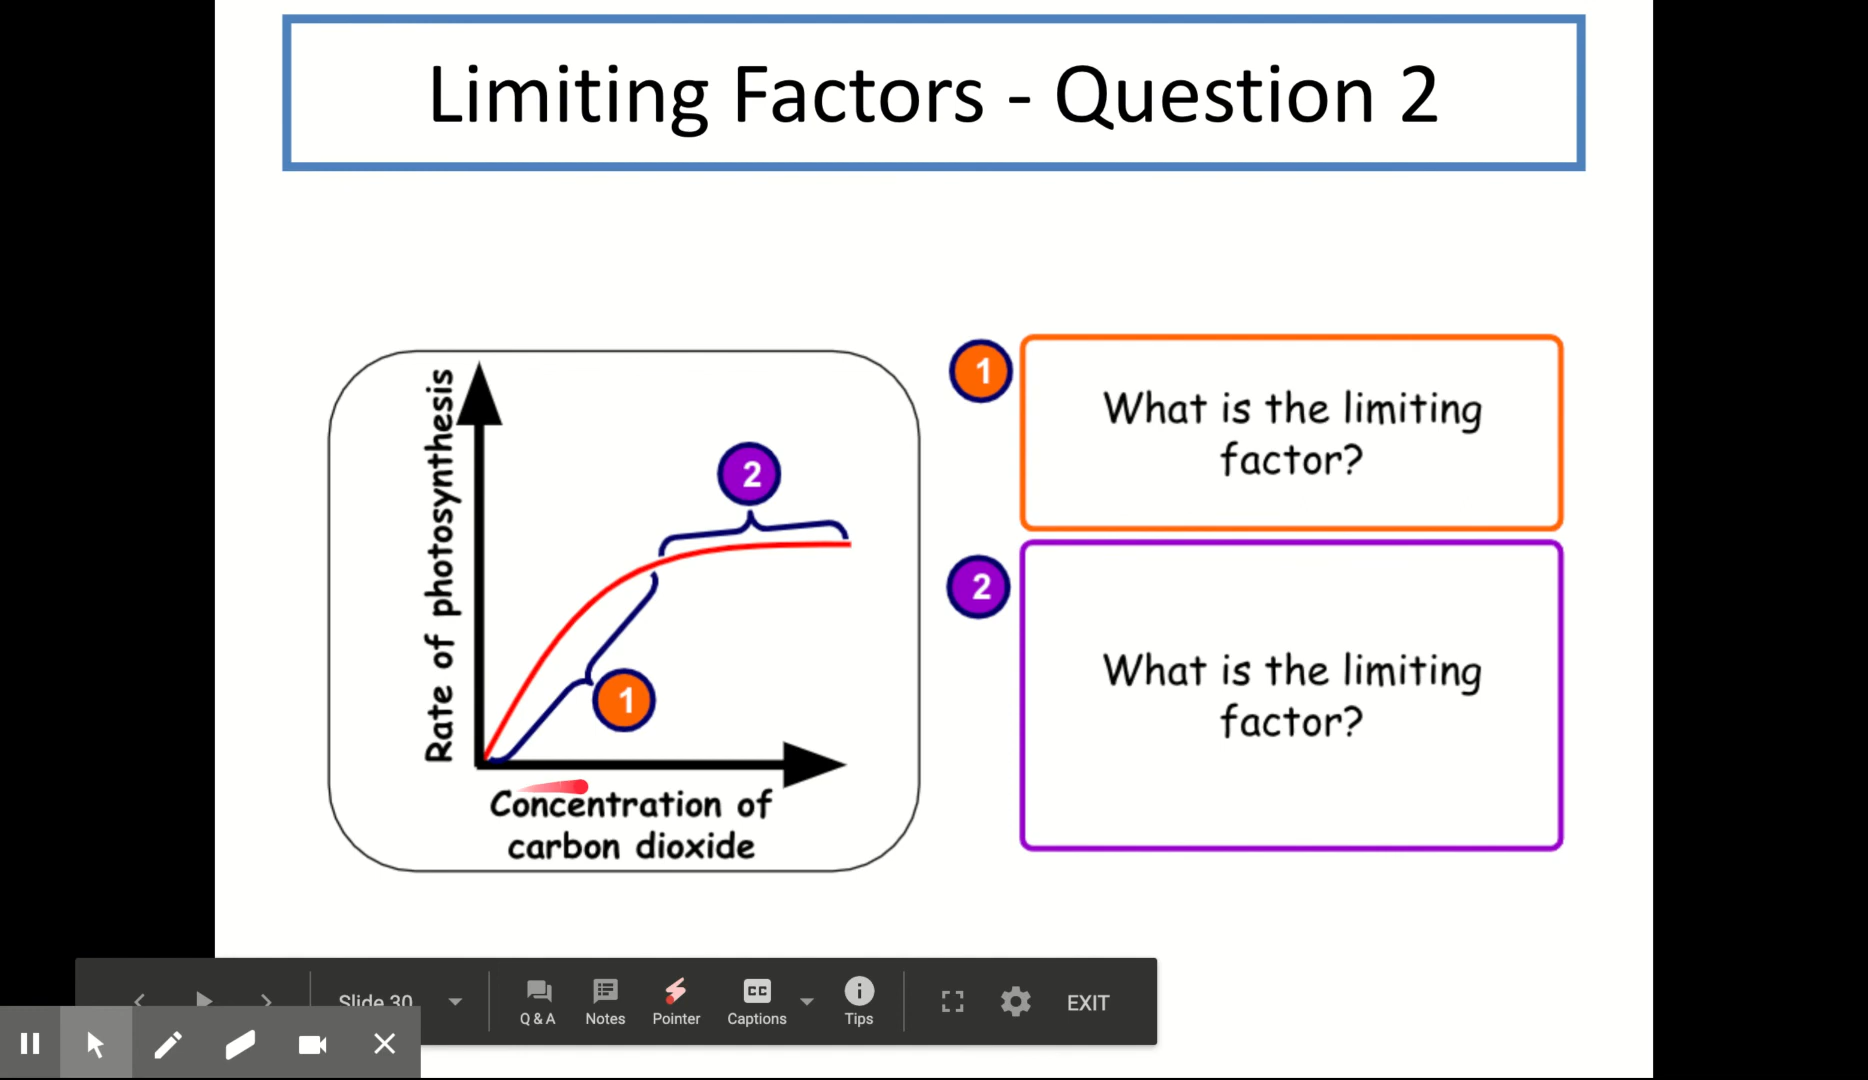 Limiting Factors - Question 2
Rate of photosynthesis
2
1
Concentration of
carbon dioxide
1
What is the limiting
factor?
2
What is the limiting
factor?
Slide 30
Q & A
Notes
Pointer
CC
Captions
Tips
EXIT